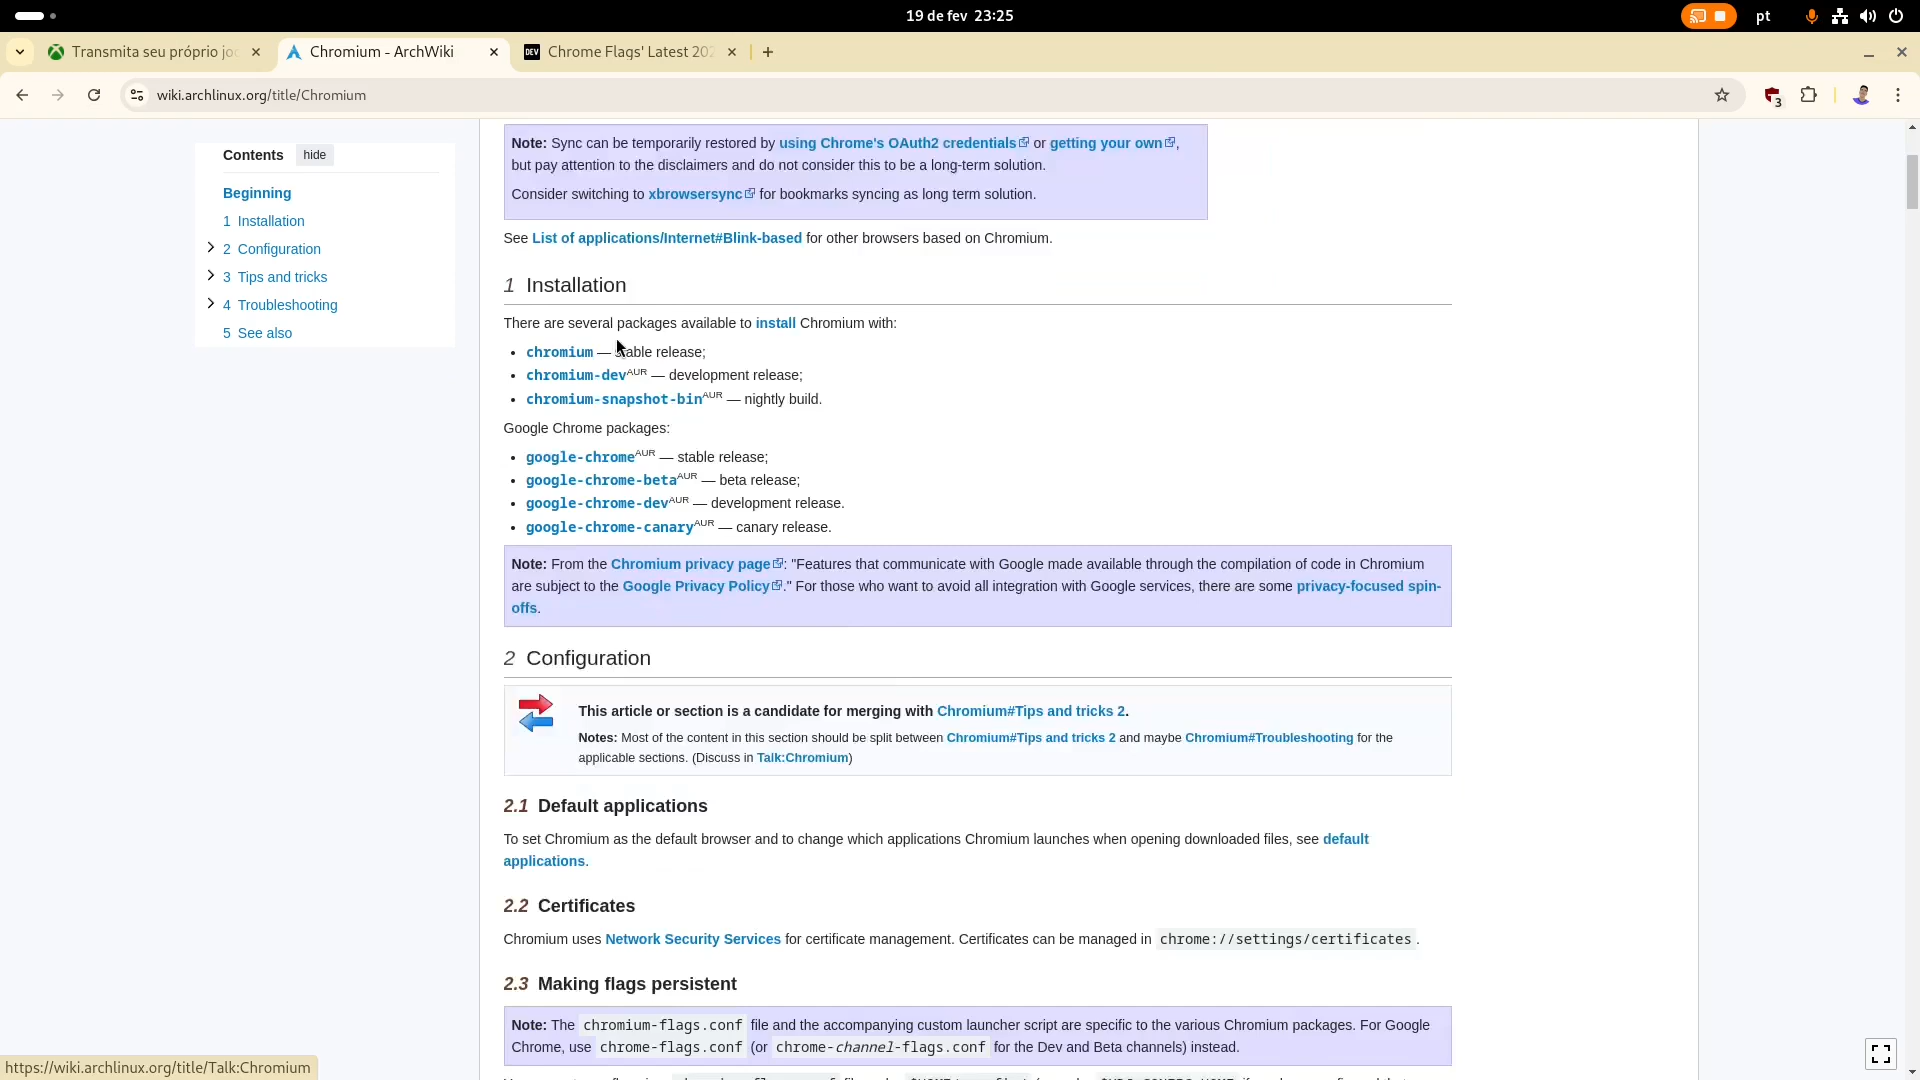 19 de fev 23:25
pt
Transmita seu próprio jo
Chromium - ArchWiki
DEV
Chrome Flags' Latest 202
wiki.archlinux.org/title/Chromium
3
Contents
hide
Beginning
1 Installation
2 Configuration
3 Tips and tricks
4 Troubleshooting
5 See also
Note: Sync can be temporarily restored by using Chrome's OAuth2 credentials or getting your own,
but pay attention to the disclaimers and do not consider this to be a long-term solution.
Consider switching to xbrowsersync for bookmarks syncing as long term solution.
See List of applications/Internet#Blink-based for other browsers based on Chromium.
1 Installation
There are several packages available to install Chromium with:
• chromium — stable release;
• chromium-devAUR — development release;
• chromium-snapshot-binAUR — nightly build.
Google Chrome packages:
• google-chromeAUR — stable release;
• google-chrome-betaAUR — beta release;
• google-chrome-devAUR — development release.
• google-chrome-canaryAUR — canary release.
Note: From the Chromium privacy page: "Features that communicate with Google made available through the compilation of code in Chromium
are subject to the Google Privacy Policy." For those who want to avoid all integration with Google services, there are some privacy-focused spin-
offs.
2 Configuration
This article or section is a candidate for merging with Chromium#Tips and tricks 2.
Notes: Most of the content in this section should be split between Chromium#Tips and tricks 2 and maybe Chromium#Troubleshooting for the
applicable sections. (Discuss in Talk:Chromium)
2.1 Default applications
To set Chromium as the default browser and to change which applications Chromium launches when opening downloaded files, see default
applications.
2.2 Certificates
Chromium uses Network Security Services for certificate management. Certificates can be managed in chrome://settings/certificates.
2.3 Making flags persistent
Note: The chromium-flags.conf file and the accompanying custom launcher script are specific to the various Chromium packages. For Google
Chrome, use chrome-flags.conf (or chrome-channel-flags.conf for the Dev and Beta channels) instead.
https://wiki.archlinux.org/title/Talk:Chromium